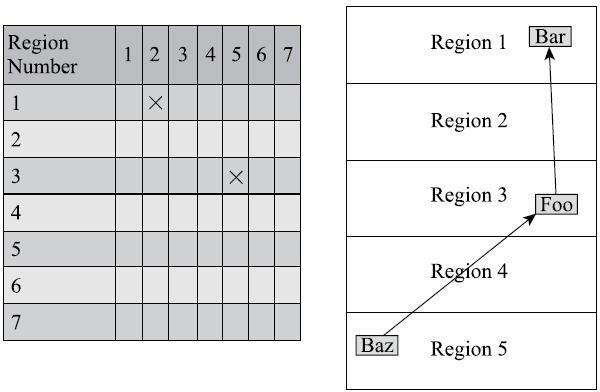 Region
Number 1 2 3 4 5 6 7
1 ×
2
3 ×
4
5
6
7
Region 1 Bar
Region 2
Region 3 Foo
Region 4
Baz Region 5